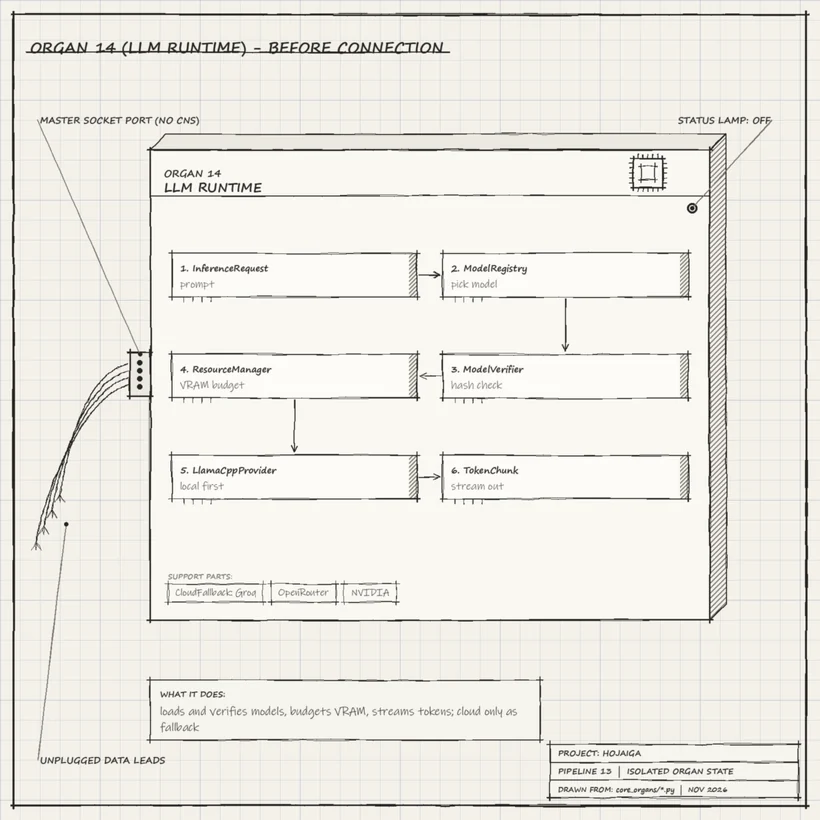 ORGAN 14 (LLM RUNTIME) - BEFORE CONNECTION
MASTER SOCKET PORT (NO CNS)
STATUS LAMP: OFF
ORGAN 14
LLM RUNTIME
1. InferenceRequest
prompt
2. ModelRegistry
pick model
4. ResourceManager
VRAM budget
3. ModelVerifier
hash check
5. LlamaCppProvider
local first
6. TokenChunk
stream out
SUPPORT PARTS:
CloudFallback: Groq
OpenRouter
NVIDIA
WHAT IT DOES:
loads and verifies models, budgets VRAM, streams tokens; cloud only as
fallback
UNPLUGGED DATA LEADS
PROJECT: HOJAIGA
PIPELINE 13 | ISOLATED ORGAN STATE
DRAWN FROM: core_organs/*.py | NOV 2026